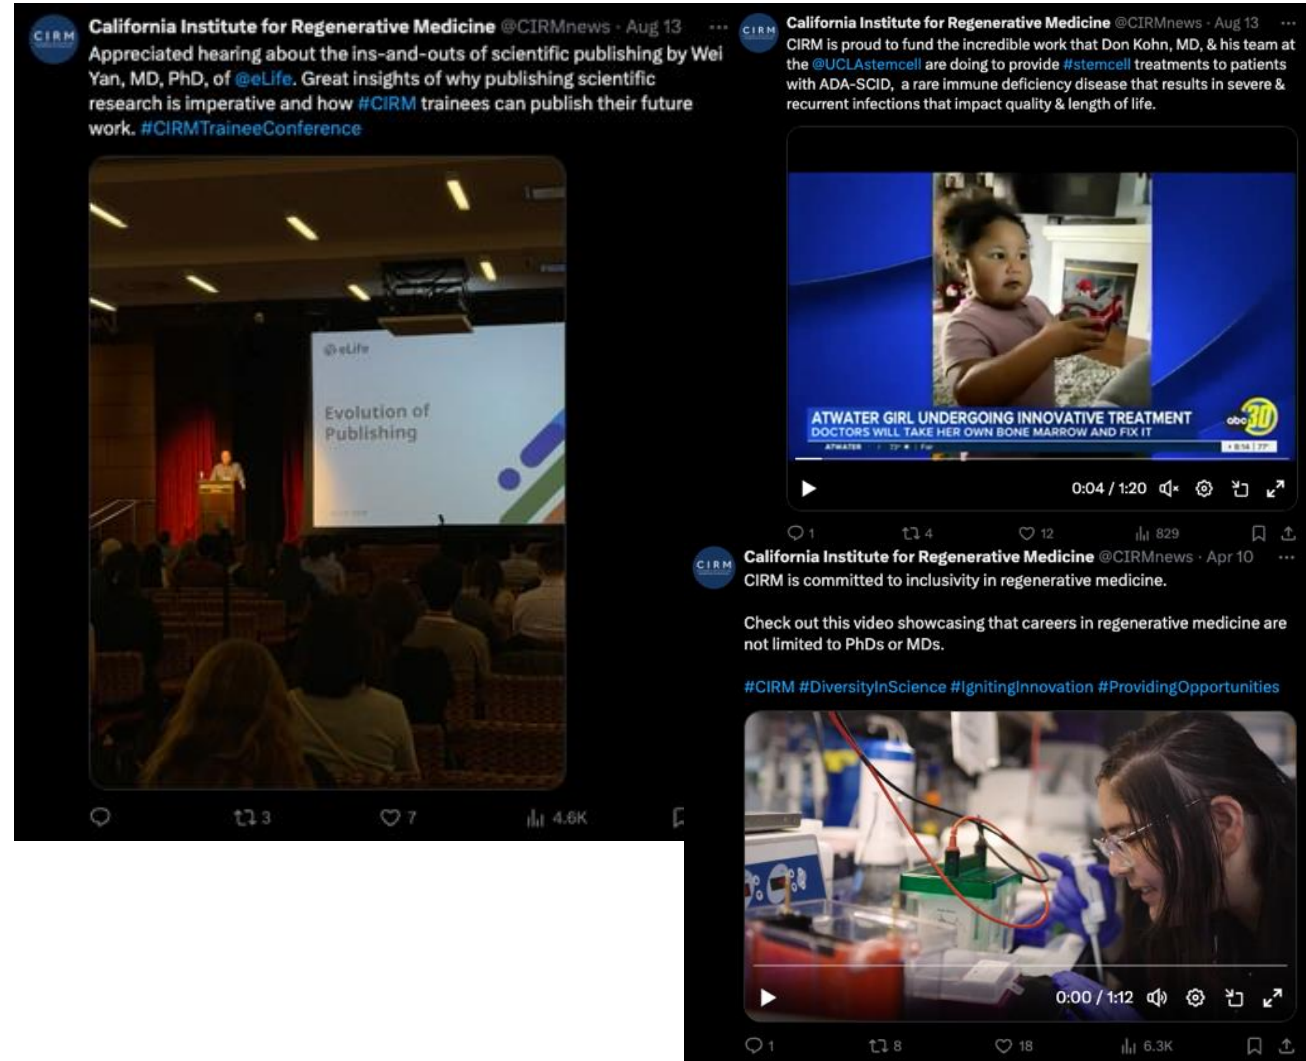 CIRM
California Institute for Regenerative Medicine @CIRMnews · Aug 13
Appreciated hearing about the ins-and-outs of scientific publishing by Wei
Yan, MD, PhD, of @eLife. Great insights of why publishing scientific
research is imperative and how #CIRM trainees can publish their future
work. #CIRMTraineeConference
eLife
Evolution of
Publishing
3
7
4.6K
CIRM
California Institute for Regenerative Medicine @CIRMnews · Aug 13
CIRM is proud to fund the incredible work that Don Kohn, MD, & his team at
the @UCLAstemcell are doing to provide #stemcell treatments to patients
with ADA-SCID, a rare immune deficiency disease that results in severe &
recurrent infections that impact quality & length of life.
ATWATER GIRL UNDERGOING INNOVATIVE TREATMENT
DOCTORS WILL TAKE HER OWN BONE MARROW AND FIX IT
abc 30
ATWATER
8:14 77°
0:04 / 1:20
1
4
12
829
CIRM
California Institute for Regenerative Medicine @CIRMnews · Apr 10
CIRM is committed to inclusivity in regenerative medicine.
Check out this video showcasing that careers in regenerative medicine are
not limited to PhDs or MDs.
#CIRM #DiversityInScience #IgnitingInnovation #ProvidingOpportunities
0:00 / 1:12
1
8
18
6.3K